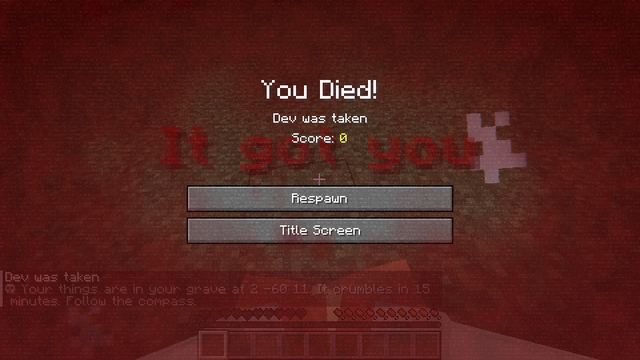 You Died!
Dev was taken
Score: 0
It got you
Respawn
Title Screen
Dev was taken
☠ Your things are in your grave at 2 -60 11. It crumbles in 15
minutes. Follow the compass.